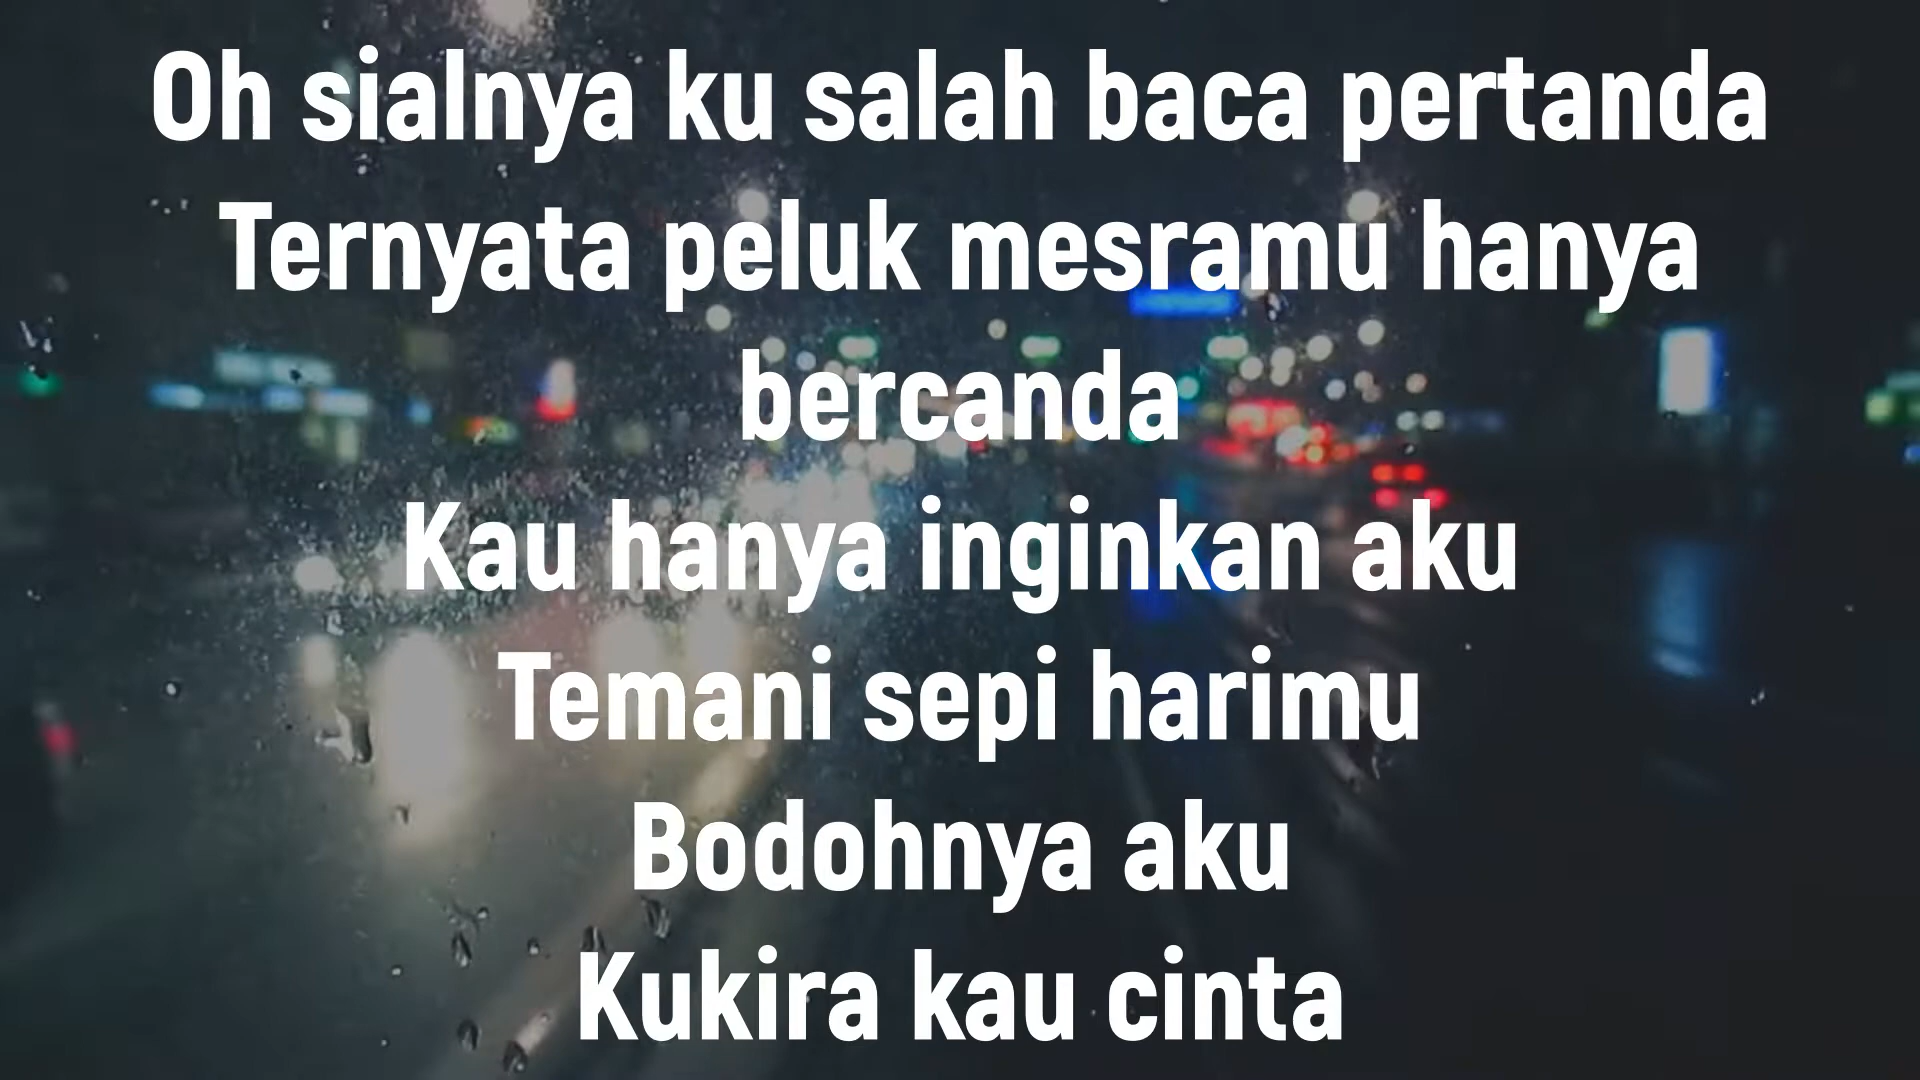 Oh sialnya ku salah baca pertanda
Ternyata peluk mesramu hanya
bercanda
Kau hanya inginkan aku
Temani sepi harimu
Bodohnya aku
Kukira kau cinta